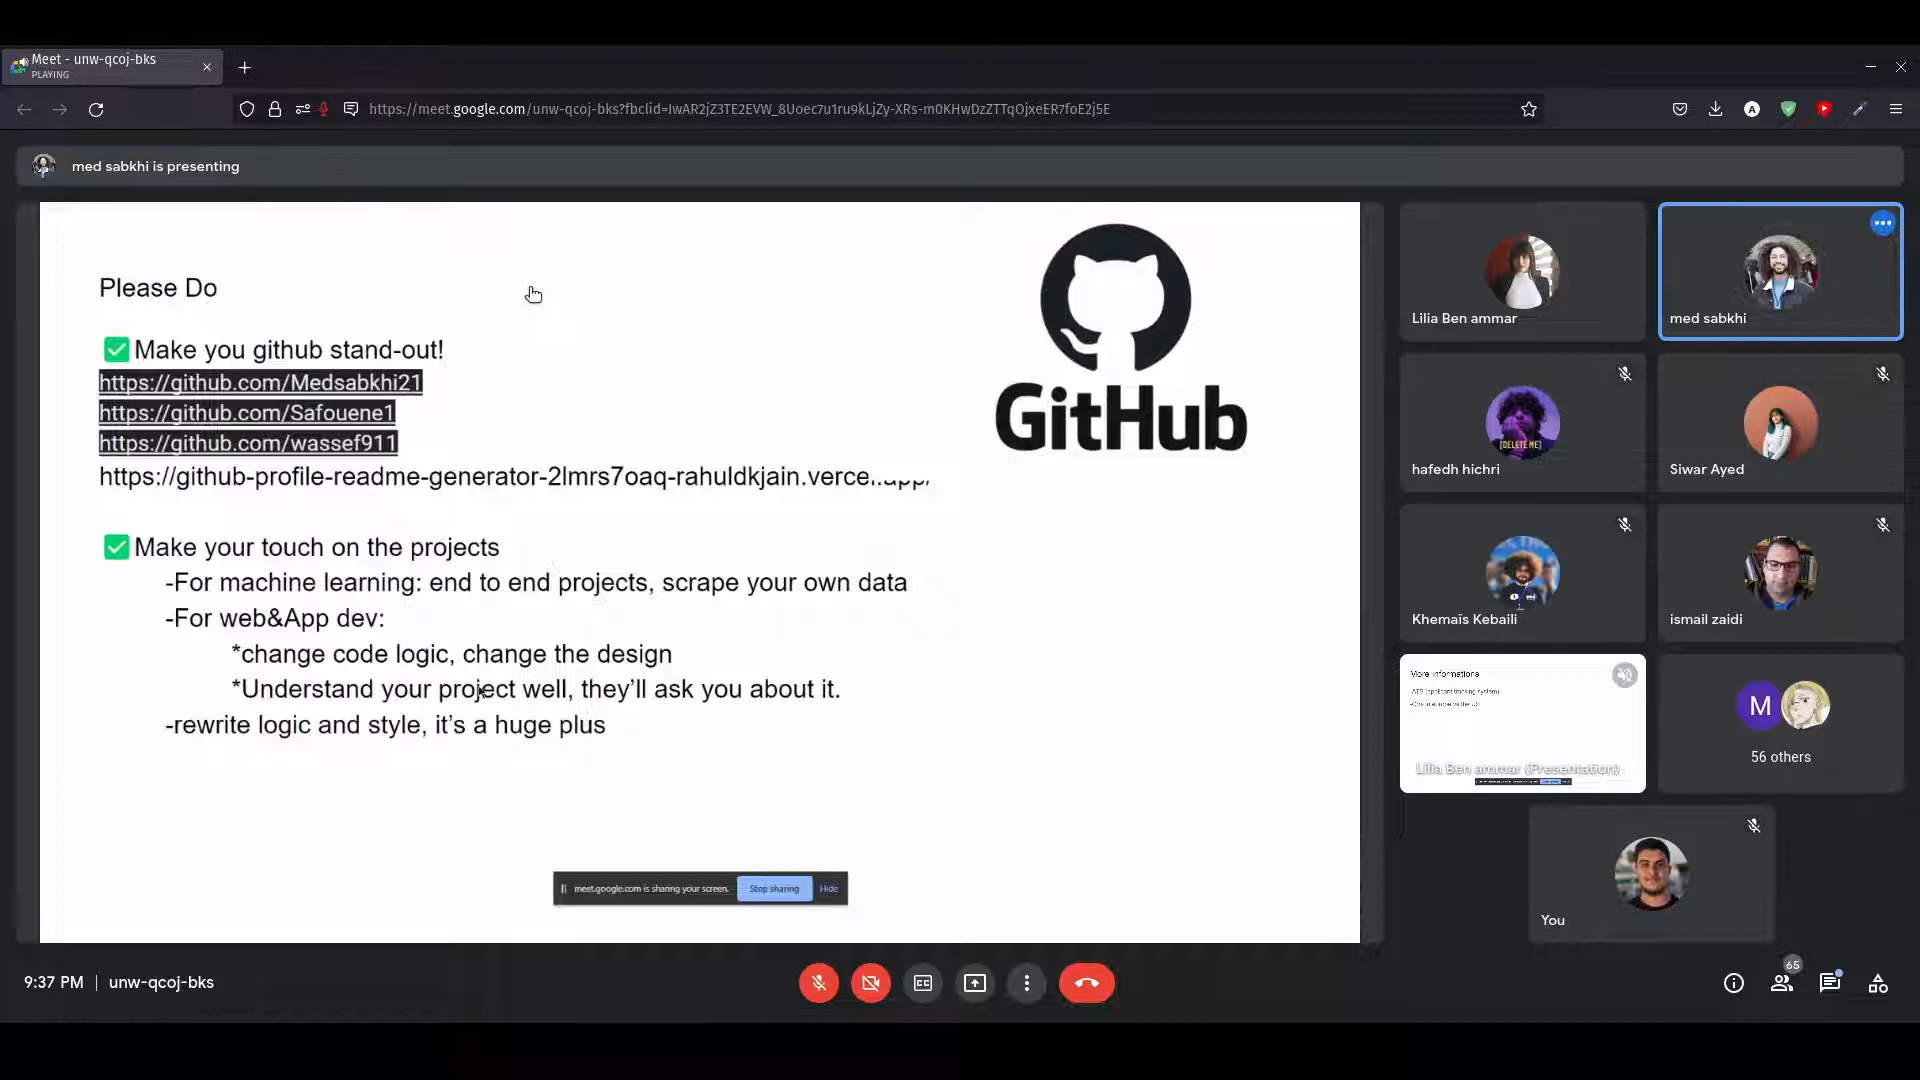 Meet - unw-qcoj-bks
PLAYING
https://meet.google.com/unw-qcoj-bks?fbclid=IwAR2jZ3TE2EVW_8Uoec7u1ru9kLjZy-XRs-m0KHwDzZTTqOjxeER7foE2j5E
A
med sabkhi is presenting
Please Do
✅Make you github stand-out!
https://github.com/Medsabkhi21
https://github.com/Safouene1
https://github.com/wassef911
https://github-profile-readme-generator-2lmrs7oaq-rahuldkjain.vercel.app/
✅Make your touch on the projects
-For machine learning: end to end projects, scrape your own data
-For web&App dev:
*change code logic, change the design
*Understand your project well, they’ll ask you about it.
-rewrite logic and style, it’s a huge plus
GitHub
meet.google.com is sharing your screen.
Stop sharing
Hide
Lilia Ben ammar
med sabkhi
[DELETE ME]
hafedh hichri
Siwar Ayed
Khemaïs Kebaili
ismail zaidi
More informations
Lilia Ben ammar (Presentation)
M
56 others
You
9:37 PM | unw-qcoj-bks
65